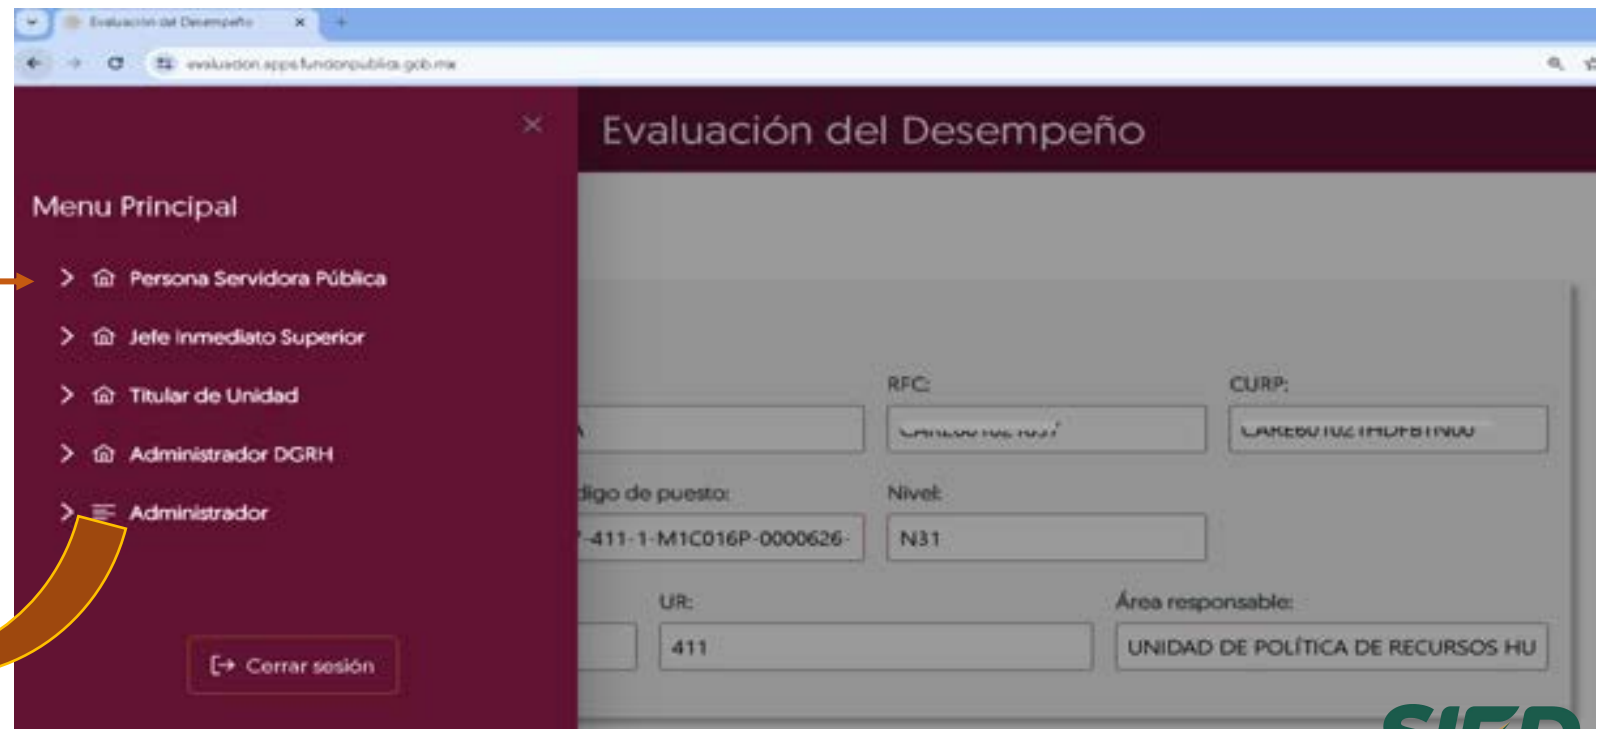 Evaluación del Desempeño
evaluacion.apps.funcionpublica.gob.mx
Evaluación del Desempeño
Menu Principal
Persona Servidora Pública
Jefe Inmediato Superior
Titular de Unidad
Administrador DGRH
Administrador
Cerrar sesión
RFC:
CURP:
digo de puesto:
Nivel:
-411-1-M1C016P-0000626-
N31
UR:
Área responsable:
411
UNIDAD DE POLÍTICA DE RECURSOS HU